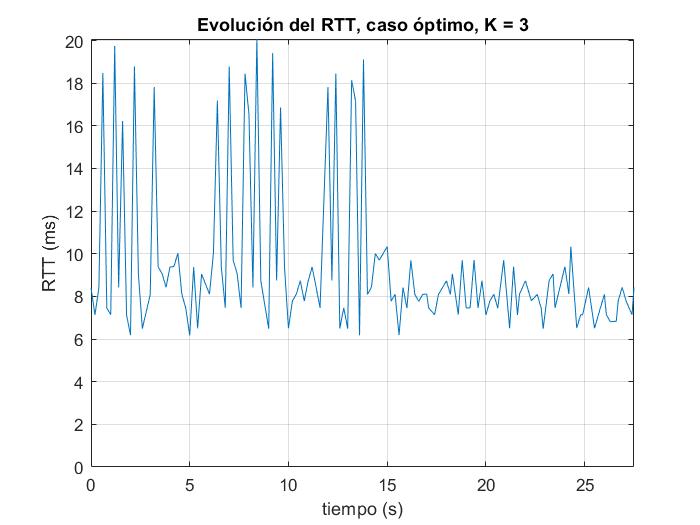 Evolución del RTT, caso óptimo, K = 3
20
18
16
14
12
10
8
6
4
2
0
RTT (ms)
0 5 10 15 20 25
tiempo (s)